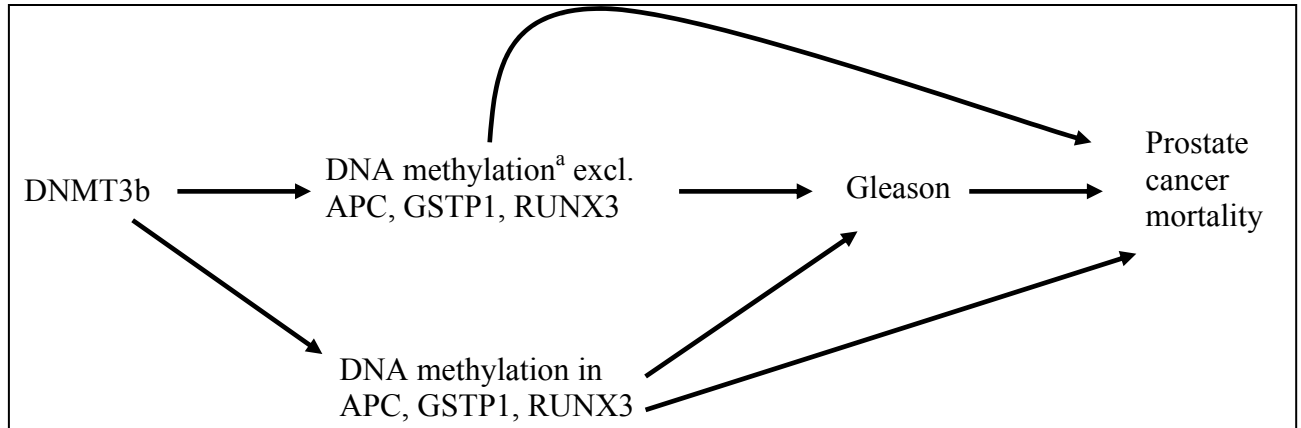 DNMT3b
DNA methylationᵃ excl.
APC, GSTP1, RUNX3
Gleason
Prostate
cancer
mortality
DNA methylation in
APC, GSTP1, RUNX3